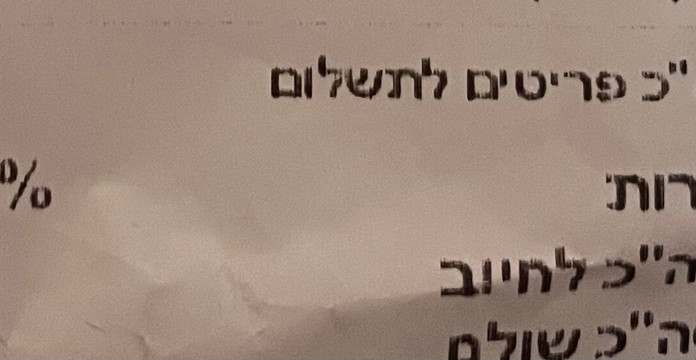 "כ פריטים לתשלום
רות: %
ה"כ לחיוב
ה"כ שולם